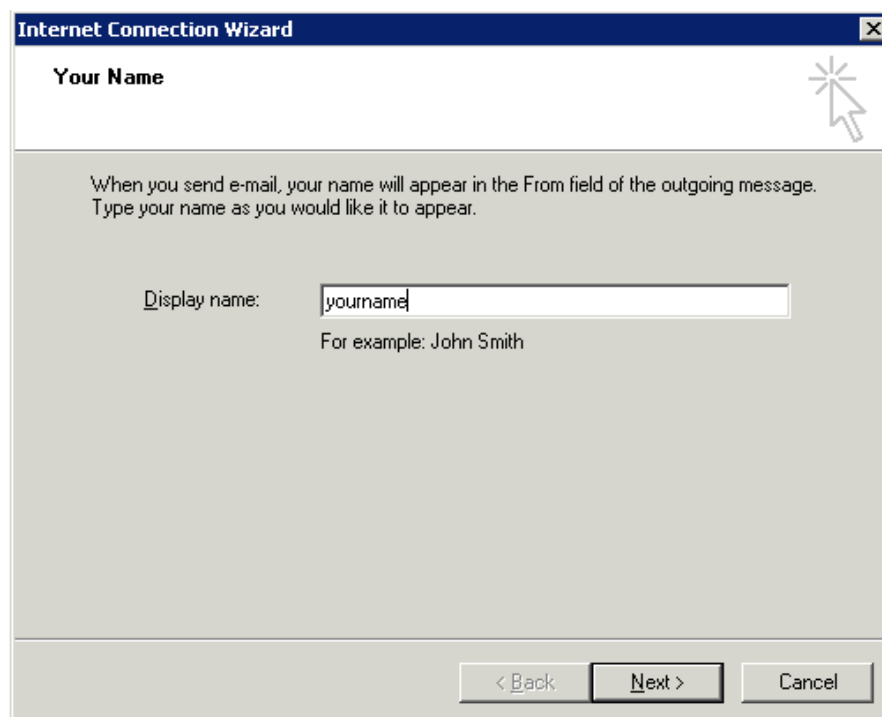 Internet Connection Wizard
Your Name
When you send e-mail, your name will appear in the From field of the outgoing message.
Type your name as you would like it to appear.
Display name: yourname
For example: John Smith
< Back Next > Cancel